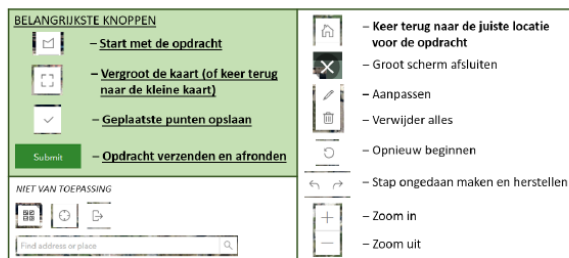 BELANGRIJKSTE KNOPPEN
– Start met de opdracht
– Vergroot de kaart (of keer terug
naar de kleine kaart)
– Geplaatste punten opslaan
Submit
– Opdracht verzenden en afronden
NIET VAN TOEPASSING
Find address or place
– Keer terug naar de juiste locatie
voor de opdracht
– Groot scherm afsluiten
– Aanpassen
– Verwijder alles
– Opnieuw beginnen
– Stap ongedaan maken en herstellen
– Zoom in
– Zoom uit